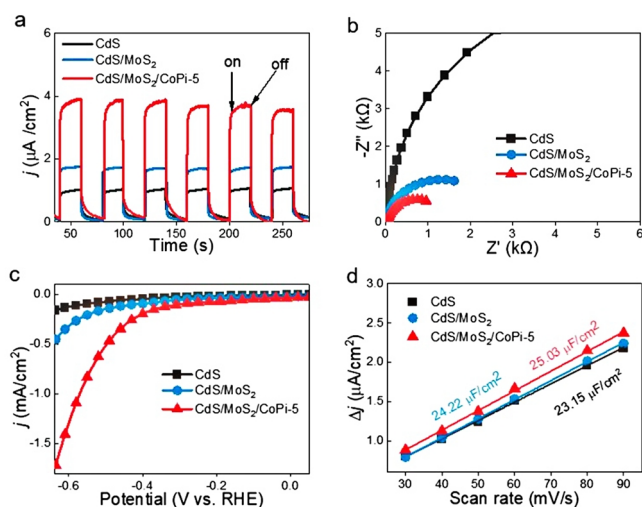 a
CdS
CdS/MoS₂
CdS/MoS₂/CoPi-5
on
off
j (μA /cm²)
6
4
2
0
50 100 150 200 250
Time (s)
b
-Z'' (kΩ)
5
4
3
2
1
0
CdS
CdS/MoS₂
CdS/MoS₂/CoPi-5
0 1 2 3 4 5 6
Z' (kΩ)
c
j (mA/cm²)
0.0
-0.5
-1.0
-1.5
CdS
CdS/MoS₂
CdS/MoS₂/CoPi-5
-0.6 -0.4 -0.2 0.0
Potential (V vs. RHE)
d
Δj (μA/cm²)
3.0
2.5
2.0
1.5
1.0
CdS
CdS/MoS₂
CdS/MoS₂/CoPi-5
25.03 μF/cm²
24.22 μF/cm²
23.15 μF/cm²
30 40 50 60 70 80 90
Scan rate (mV/s)